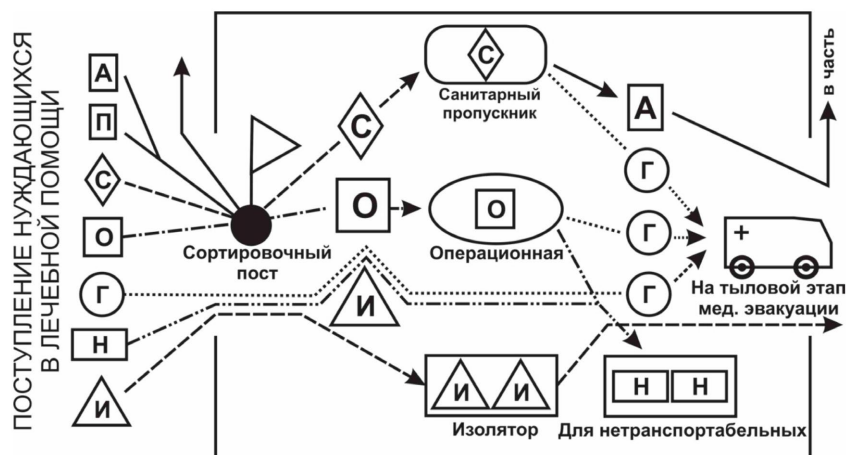 ПОСТУПЛЕНИЕ НУЖДАЮЩИХСЯ
В ЛЕЧЕБНОЙ ПОМОЩИ
А
П
С
О
Г
Н
И
Сортировочный
пост
С
О
И
С
Санитарный
пропускник
О
Операционная
И И
Изолятор
А
Г
Г
Г
в часть
+
На тыловой этап
мед. эвакуации
Н Н
Для нетранспортабельных